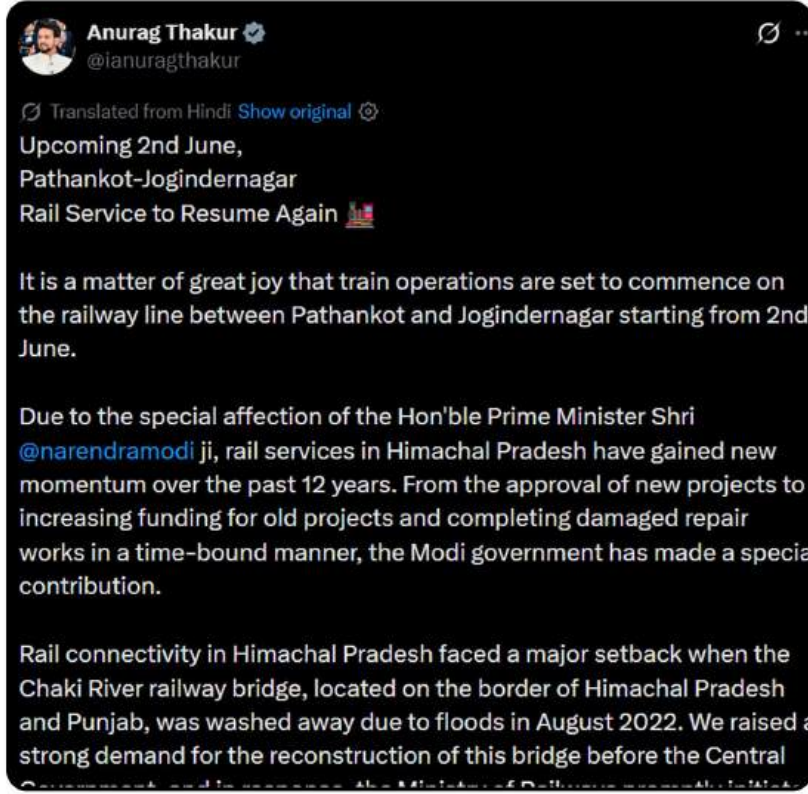 Anurag Thakur
@ianuragthakur
Translated from Hindi Show original
Upcoming 2nd June,
Pathankot-Jogindernagar
Rail Service to Resume Again
It is a matter of great joy that train operations are set to commence on
the railway line between Pathankot and Jogindernagar starting from 2nd
June.
Due to the special affection of the Hon'ble Prime Minister Shri
@narendramodi ji, rail services in Himachal Pradesh have gained new
momentum over the past 12 years. From the approval of new projects to
increasing funding for old projects and completing damaged repair
works in a time-bound manner, the Modi government has made a specia
contribution.
Rail connectivity in Himachal Pradesh faced a major setback when the
Chaki River railway bridge, located on the border of Himachal Pradesh
and Punjab, was washed away due to floods in August 2022. We raised a
strong demand for the reconstruction of this bridge before the Central